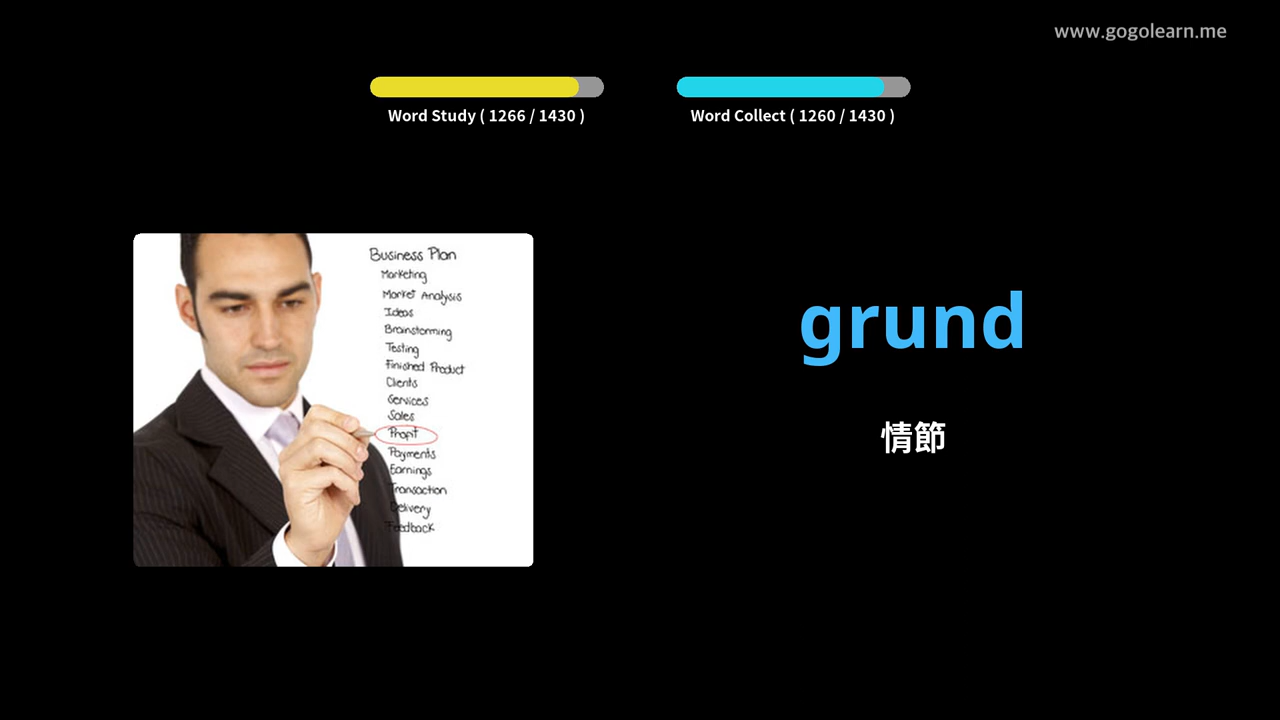 www.gogolearn.me
Word Study ( 1266 / 1430 )
Word Collect ( 1260 / 1430 )
Business Plan
Marketing
Market Analysis
Ideas
Brainstorming
Testing
Finished Product
Clients
Services
Sales
Profit
Payments
Earnings
Transaction
Delivery
Feedback
grund
情節